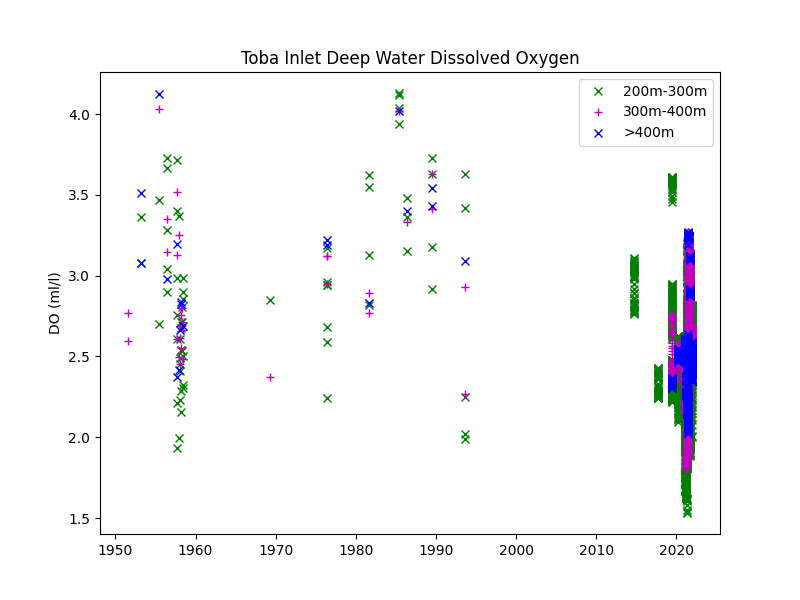 Toba Inlet Deep Water Dissolved Oxygen
200m-300m
300m-400m
>400m
DO (ml/l)
4.0
3.5
3.0
2.5
2.0
1.5
1950 1960 1970 1980 1990 2000 2010 2020